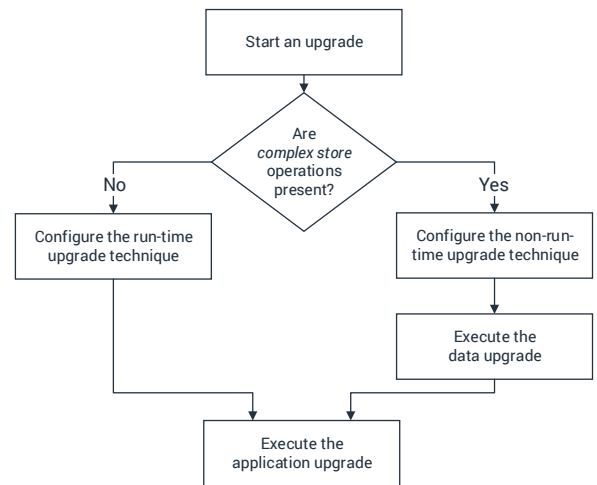 Start an upgrade
Are
complex store
operations
present?
No
Yes
Configure the run-time
upgrade technique
Configure the non-run-
time upgrade technique
Execute the
data upgrade
Execute the
application upgrade